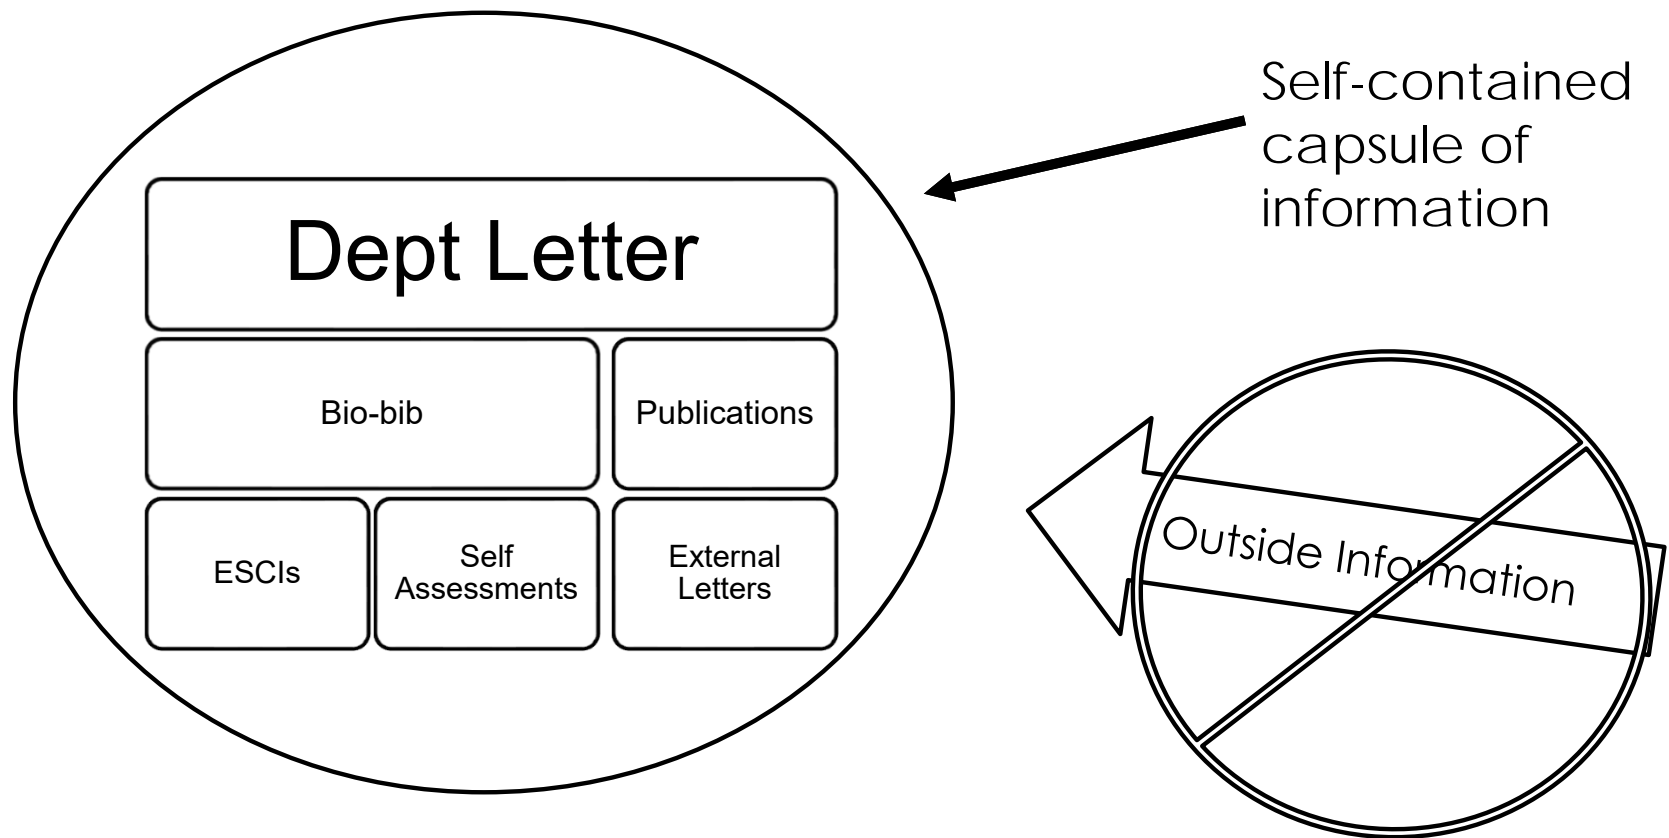 Self-contained
capsule of
information
Dept Letter
Bio-bib
Publications
ESCIs
Self
Assessments
External
Letters
Outside Information